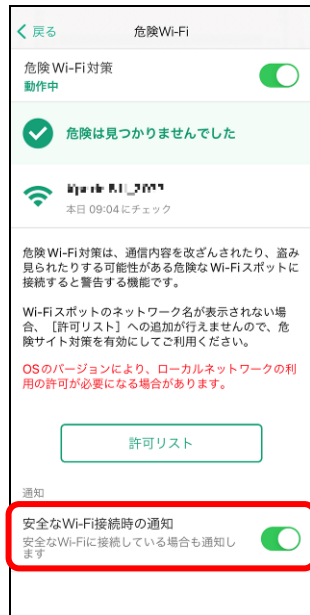 戻る 危険Wi-Fi
危険Wi-Fi対策
動作中
危険は見つかりませんでした
本日 09:04にチェック
危険Wi-Fi対策は、通信内容を改ざんされたり、盗み
見られたりする可能性がある危険なWi-Fiスポットに
接続すると警告する機能です。
Wi-Fiスポットのネットワーク名が表示されない場
合、［許可リスト］への追加が行えませんので、危
険サイト対策を有効にしてご利用ください。
OSのバージョンにより、ローカルネットワークの利
用の許可が必要になる場合があります。
許可リスト
通知
安全なWi-Fi接続時の通知
安全なWi-Fiに接続している場合も通知し
ます